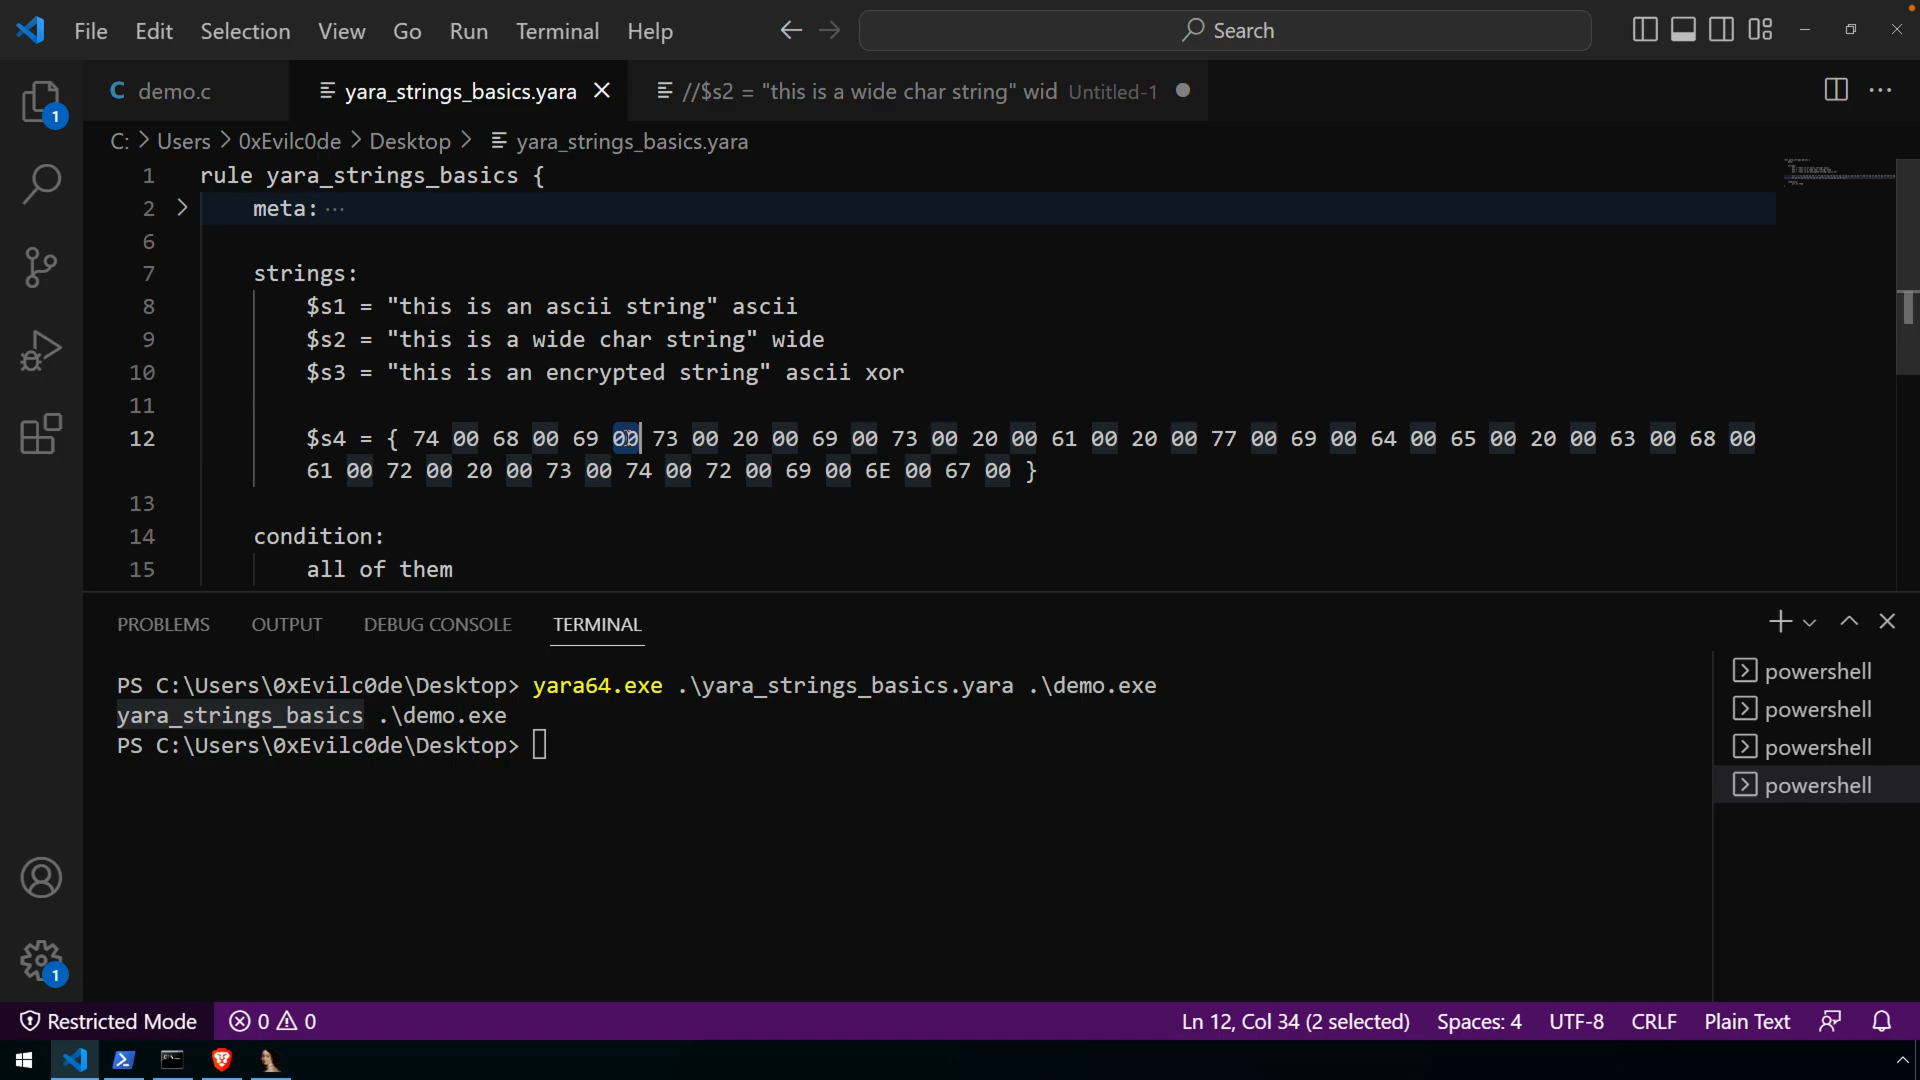 File Edit Selection View Go Run Terminal Help Search
demo.c yara_strings_basics.yara //$s2 = "this is a wide char string" wid Untitled-1
C: > Users > 0xEvilc0de > Desktop > yara_strings_basics.yara
1 rule yara_strings_basics {
2 meta: ···
6
7 strings:
8 $s1 = "this is an ascii string" ascii
9 $s2 = "this is a wide char string" wide
10 $s3 = "this is an encrypted string" ascii xor
11
12 $s4 = { 74 00 68 00 69 00 73 00 20 00 69 00 73 00 20 00 61 00 20 00 77 00 69 00 64 00 65 00 20 00 63 00 68 00
61 00 72 00 20 00 73 00 74 00 72 00 69 00 6E 00 67 00 }
13
14 condition:
15 all of them
PROBLEMS OUTPUT DEBUG CONSOLE TERMINAL
PS C:\Users\0xEvilc0de\Desktop> yara64.exe .\yara_strings_basics.yara .\demo.exe
yara_strings_basics .\demo.exe
PS C:\Users\0xEvilc0de\Desktop>
powershell
powershell
powershell
powershell
1
1
Restricted Mode 0 0 Ln 12, Col 34 (2 selected) Spaces: 4 UTF-8 CRLF Plain Text